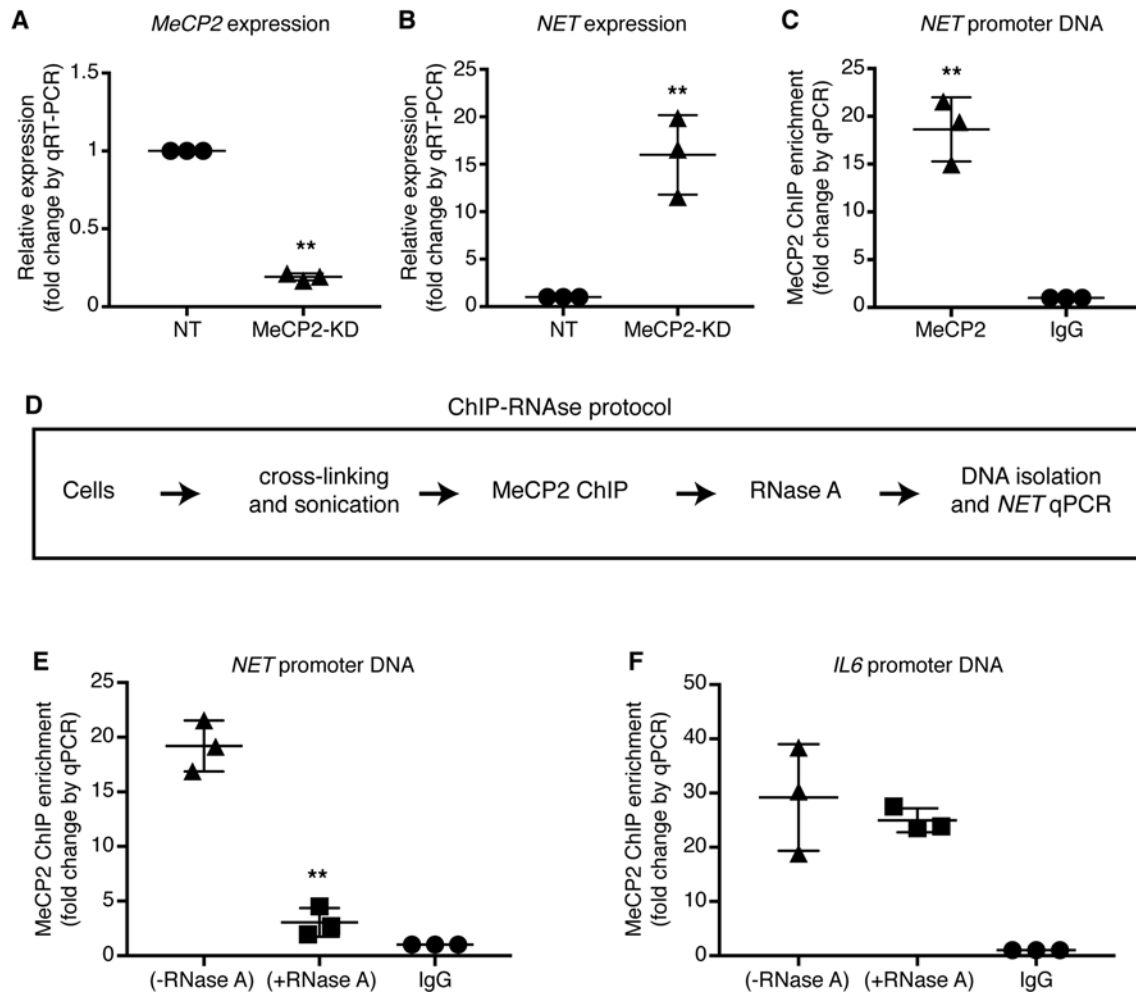 A
MeCP2 expression
Relative expression
(fold change by qRT-PCR)
1.5
1
0.5
0
**
NT
MeCP2-KD
B
NET expression
Relative expression
(fold change by qRT-PCR)
25
20
15
10
5
0
**
NT
MeCP2-KD
C
NET promoter DNA
MeCP2 ChIP enrichment
(fold change by qPCR)
25
20
15
10
5
0
**
MeCP2
IgG
D
ChIP-RNAse protocol
Cells
cross-linking
and sonication
MeCP2 ChIP
RNase A
DNA isolation
and NET qPCR
E
NET promoter DNA
MeCP2 ChIP enrichment
(fold change by qPCR)
25
20
15
10
5
0
**
(-RNase A)
(+RNase A)
IgG
F
IL6 promoter DNA
MeCP2 ChIP enrichment
(fold change by qPCR)
50
40
30
20
10
0
(-RNase A)
(+RNase A)
IgG